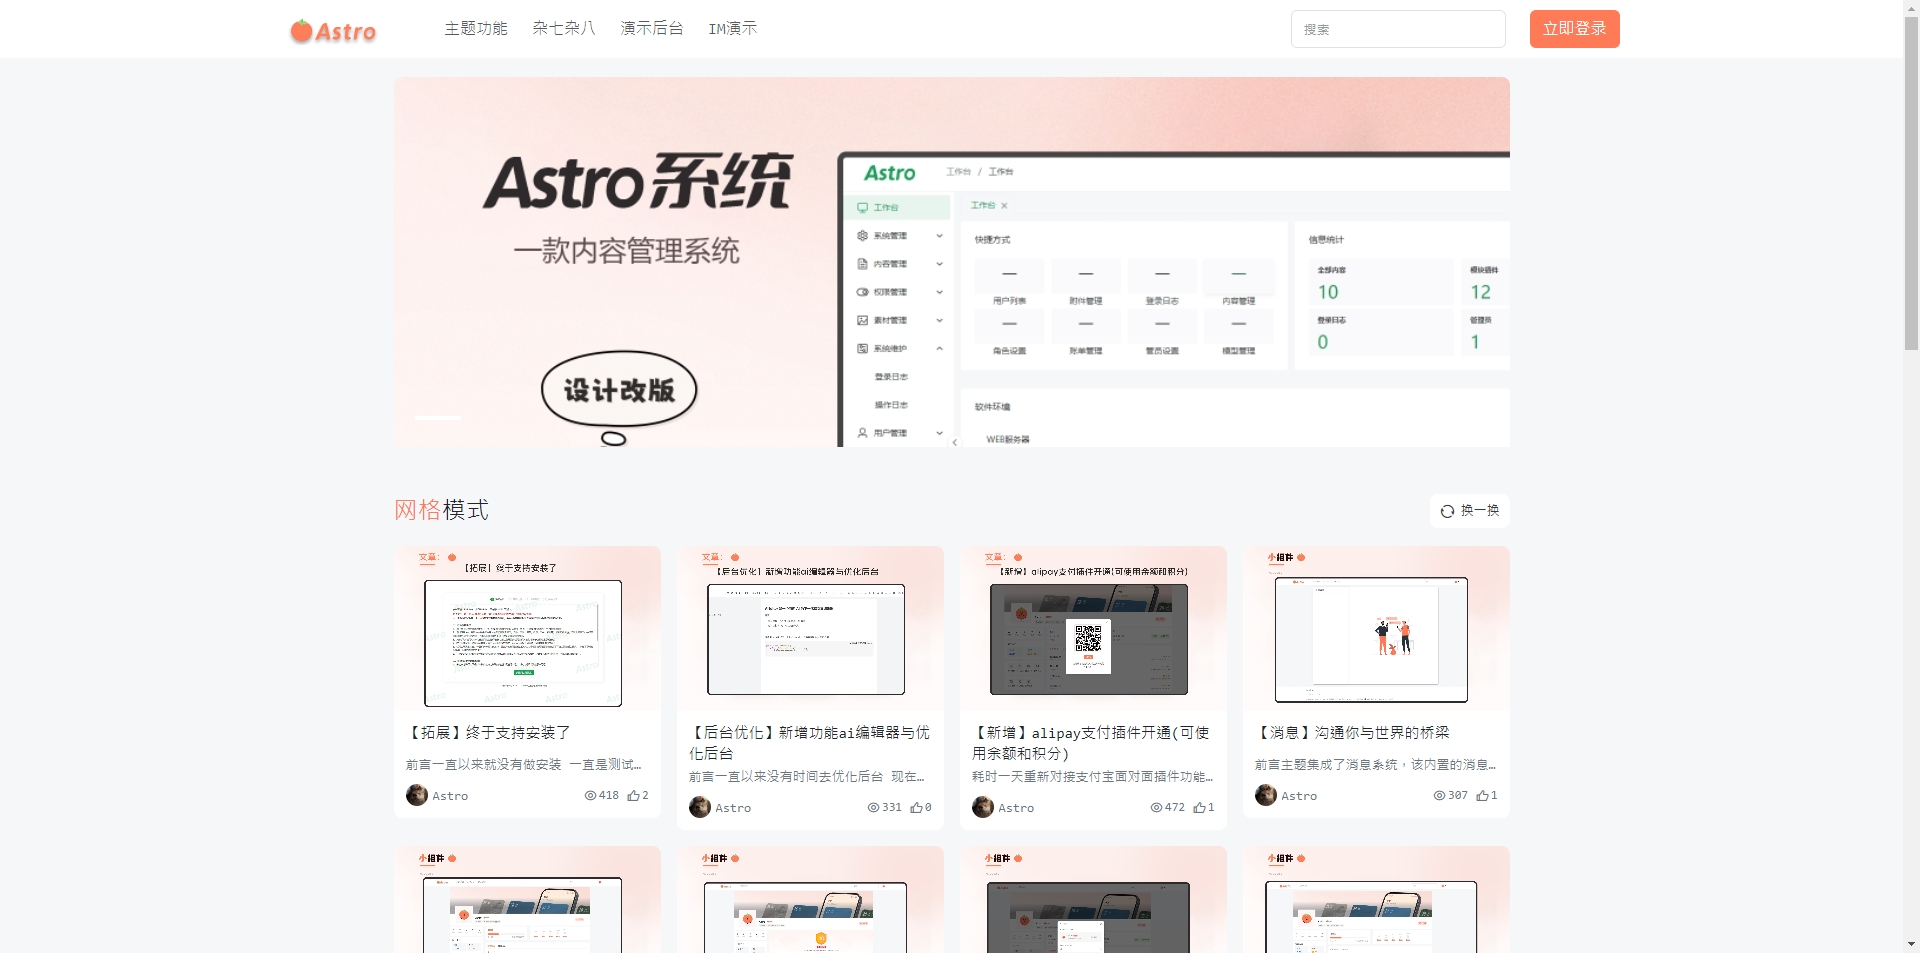 Astro
主题功能
杂七杂八
演示后台
IM演示
搜索
立即登录
Astro系统
一款内容管理系统
设计改版
Astro
工作台 / 工作台
工作台
系统管理
内容管理
权限管理
素材管理
系统维护
登录日志
操作日志
用户管理
工作台 ×
快捷方式
用户列表
附件管理
登录日志
内容管理
角色设置
账单管理
管员设置
模型管理
信息统计
全部内容
10
模块插件
12
登录日志
0
管理员
1
软件环境
WEB服务器
网格模式
换一换
文章:
【拓展】终于支持安装了
文章:
【后台优化】新增功能ai编辑器与优化后台
文章:
【新增】alipay支付插件开通(可使用余额和积分)
小组件
【拓展】终于支持安装了
前言一直以来就没有做安装 一直是测试…
Astro
418
2
【后台优化】新增功能ai编辑器与优
化后台
前言一直以来没有时间去优化后台 现在…
Astro
331
0
【新增】alipay支付插件开通(可使
用余额和积分)
耗时一天重新对接支付宝面对面插件功能…
Astro
472
1
【消息】沟通你与世界的桥梁
前言主题集成了消息系统，该内置的消息…
Astro
307
1
小组件
小组件
小组件
小组件